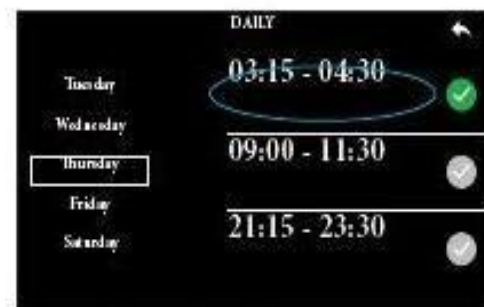 DAILY
03:15 - 04:30
Tuesday
Wednesday
09:00 - 11:30
Thursday
Friday
21:15 - 23:30
Saturday